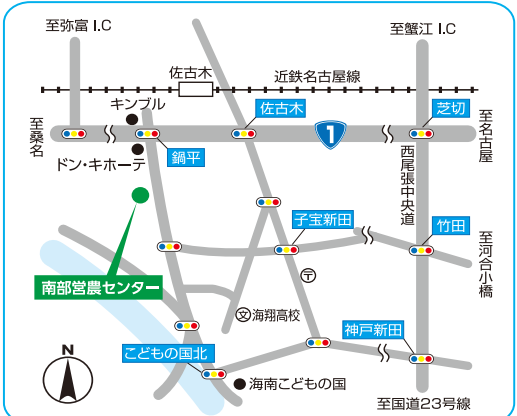 至弥富 I.C
至蟹江 I.C
佐古木
近鉄名古屋線
キンブル
佐古木
芝切
至桑名
1
至名古屋
ドン・キホーテ
鍋平
西尾張中央道
子宝新田
竹田
至河合小橋
〒
南部営農センター
文
海翔高校
こどもの国北
神戸新田
N
海南こどもの国
至国道23号線